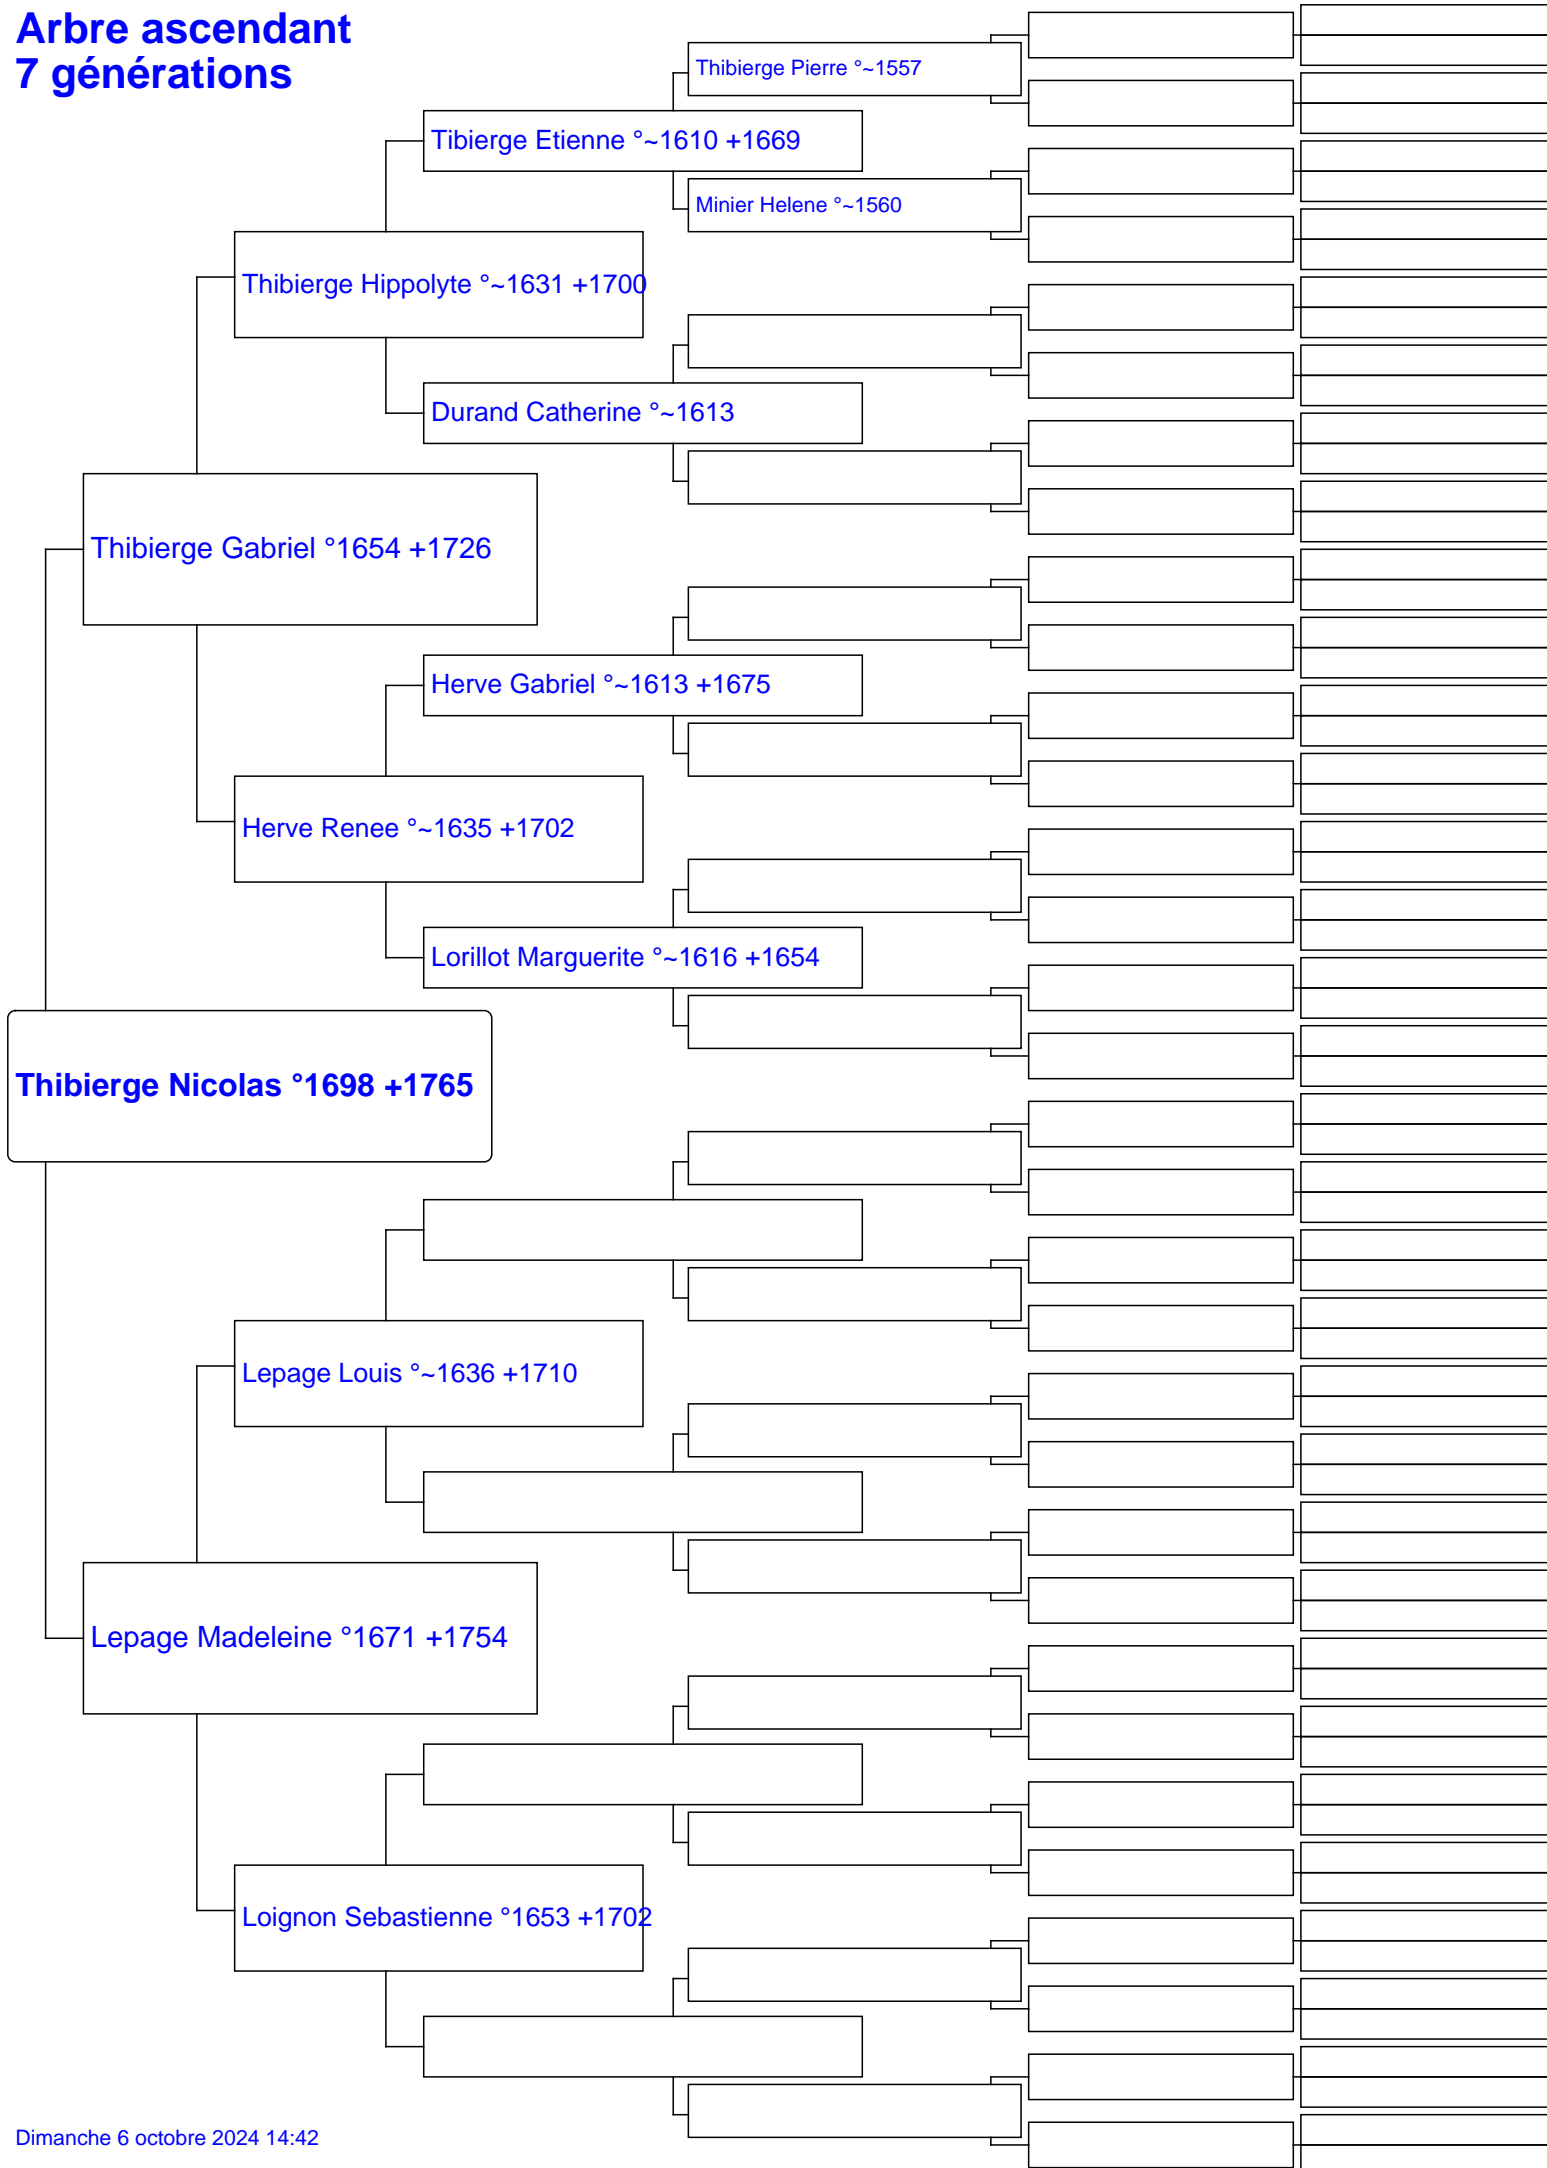 Arbre ascendant
7 générations
Thibierge Pierre °~1557
Tibierge Etienne °~1610 +1669
Minier Helene °~1560
Thibierge Hippolyte °~1631 +1700
Durand Catherine °~1613
Thibierge Gabriel °1654 +1726
Herve Gabriel °~1613 +1675
Herve Renee °~1635 +1702
Lorillot Marguerite °~1616 +1654
Thibierge Nicolas °1698 +1765
Lepage Louis °~1636 +1710
Lepage Madeleine °1671 +1754
Loignon Sebastienne °1653 +1702
Dimanche 6 octobre 2024 14:42